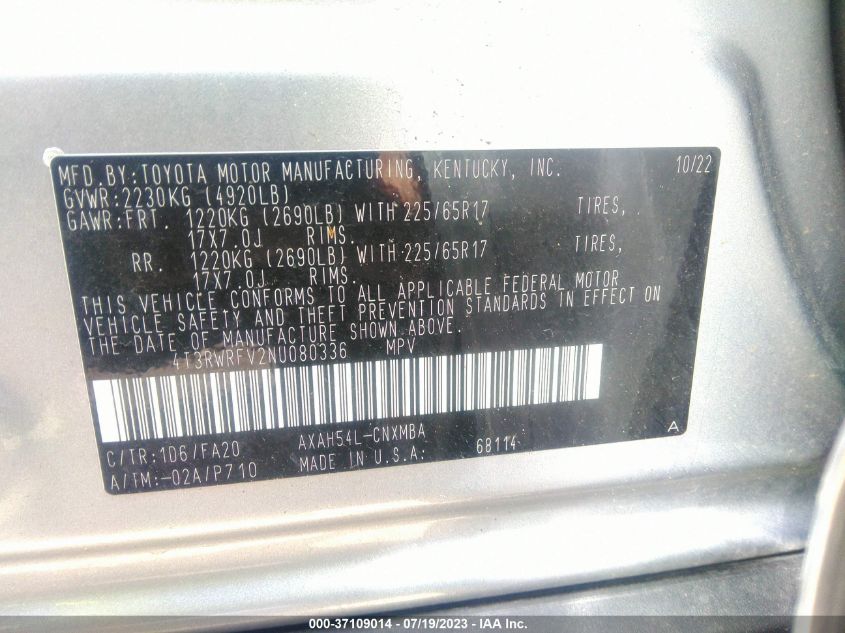 MFD.BY:TOYOTA MOTOR MANUFACTURING, KENTUCKY, INC. 10/22
GVWR:2230KG (4920LB)
GAWR:FRT. 1220KG (2690LB) WITH 225/65R17 TIRES,
17X7.0J RIMS.
RR. 1220KG (2690LB) WITH 225/65R17 TIRES,
17X7.0J RIMS.
THIS VEHICLE CONFORMS TO ALL APPLICABLE FEDERAL MOTOR
VEHICLE SAFETY AND THEFT PREVENTION STANDARDS IN EFFECT ON
THE DATE OF MANUFACTURE SHOWN ABOVE.
4T3RWRFV2NU080336 MPV
C/TR:1D6/FA20 AXAH54L-CNXMBA A
A/TM:-02A/P710 MADE IN U.S.A. 68114
000-37109014 - 07/19/2023 - IAA Inc.